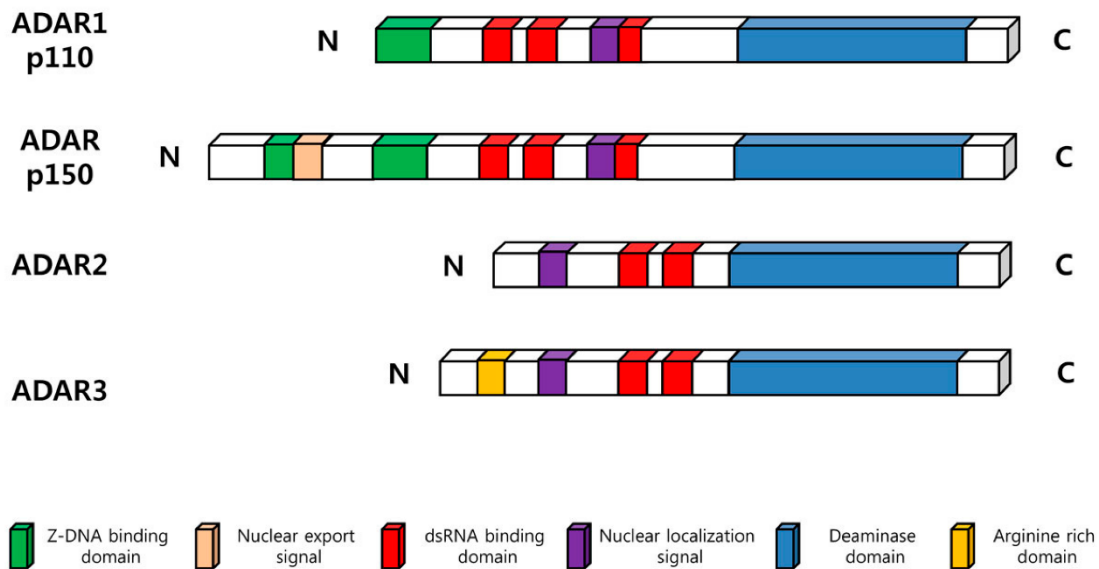 ADAR1
p110
N
C
ADAR
p150
N
C
ADAR2
N
C
ADAR3
N
C
Z-DNA binding
domain
Nuclear export
signal
dsRNA binding
domain
Nuclear localization
signal
Deaminase
domain
Arginine rich
domain